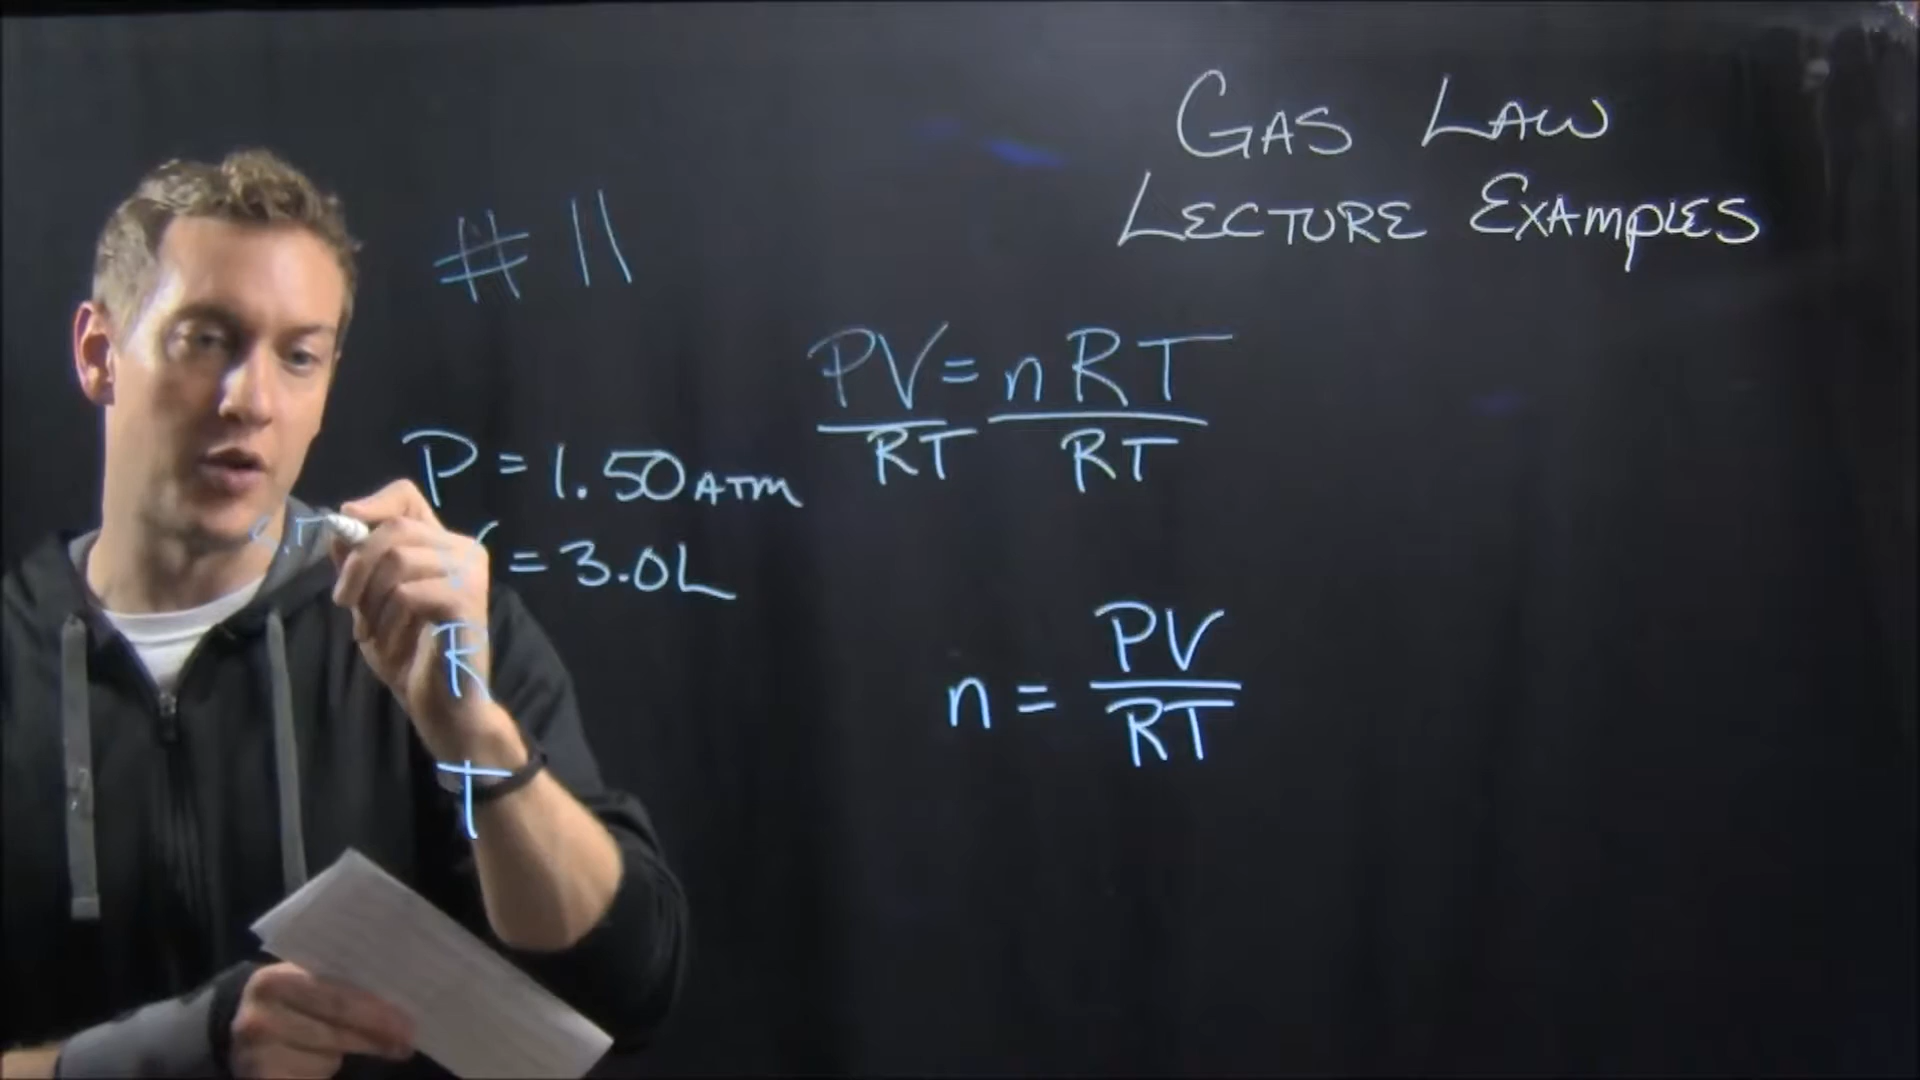 GAS LAW
LECTURE EXAMPLES
# 11
PV = nRT
RT RT
P = 1.50 ATM
V = 3.0L
R
T
n = PV
RT